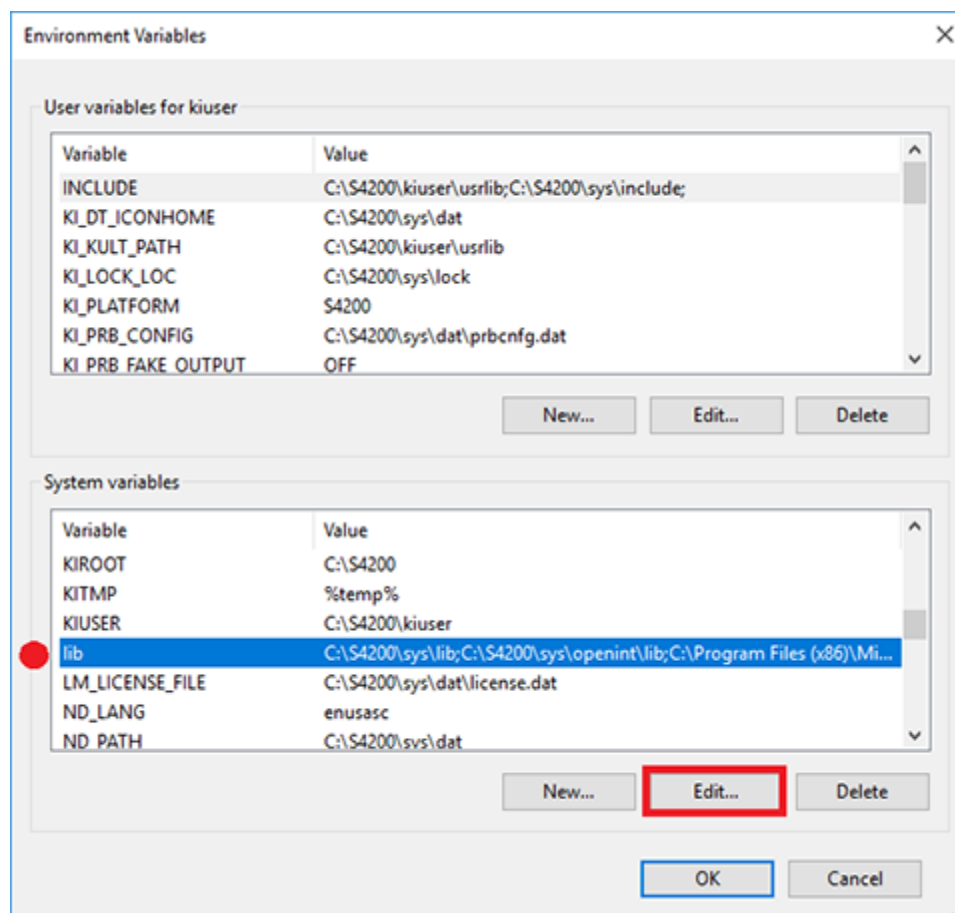 Environment Variables
User variables for kiuser
Variable Value
INCLUDE C:\S4200\kiuser\usrlib;C:\S4200\sys\include;
KI_DT_ICONHOME C:\S4200\sys\dat
KI_KULT_PATH C:\S4200\kiuser\usrlib
KI_LOCK_LOC C:\S4200\sys\lock
KI_PLATFORM S4200
KI_PRB_CONFIG C:\S4200\sys\dat\prbcnfg.dat
KI_PRB_FAKE_OUTPUT OFF
New... Edit... Delete
System variables
Variable Value
KIROOT C:\S4200
KITMP %temp%
KIUSER C:\S4200\kiuser
lib C:\S4200\sys\lib;C:\S4200\sys\openint\lib;C:\Program Files (x86)\Mi...
LM_LICENSE_FILE C:\S4200\sys\dat\license.dat
ND_LANG enusasc
ND_PATH C:\S4200\sys\dat
New... Edit... Delete
OK Cancel